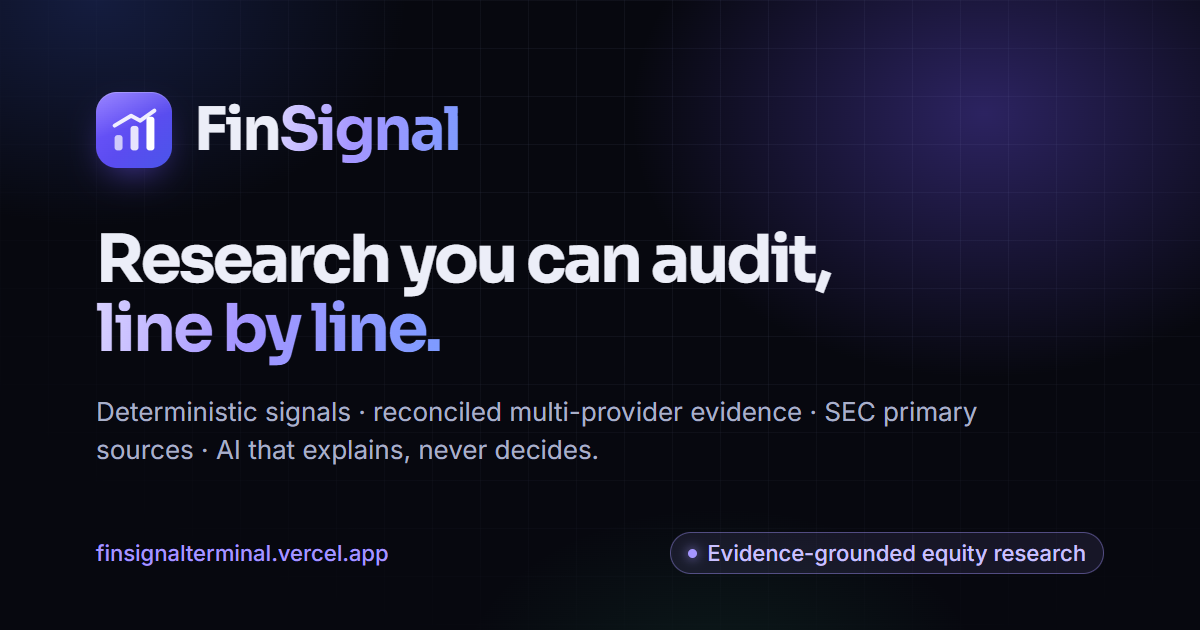 FinSignal
Research you can audit,
line by line.
Deterministic signals · reconciled multi-provider evidence · SEC primary
sources · AI that explains, never decides.
finsignalterminal.vercel.app
Evidence-grounded equity research